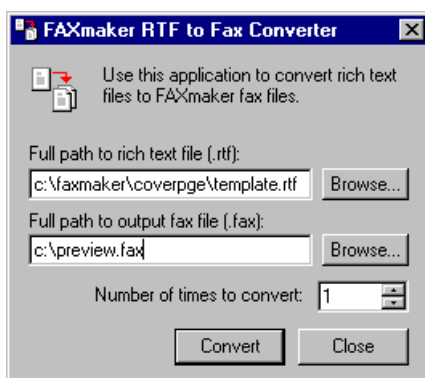 FAXmaker RTF to Fax Converter
Use this application to convert rich text
files to FAXmaker fax files.
Full path to rich text file (.rtf):
c:\faxmaker\coverpge\template.rtf Browse...
Full path to output fax file (.fax):
c:\preview.fax Browse...
Number of times to convert: 1
Convert Close